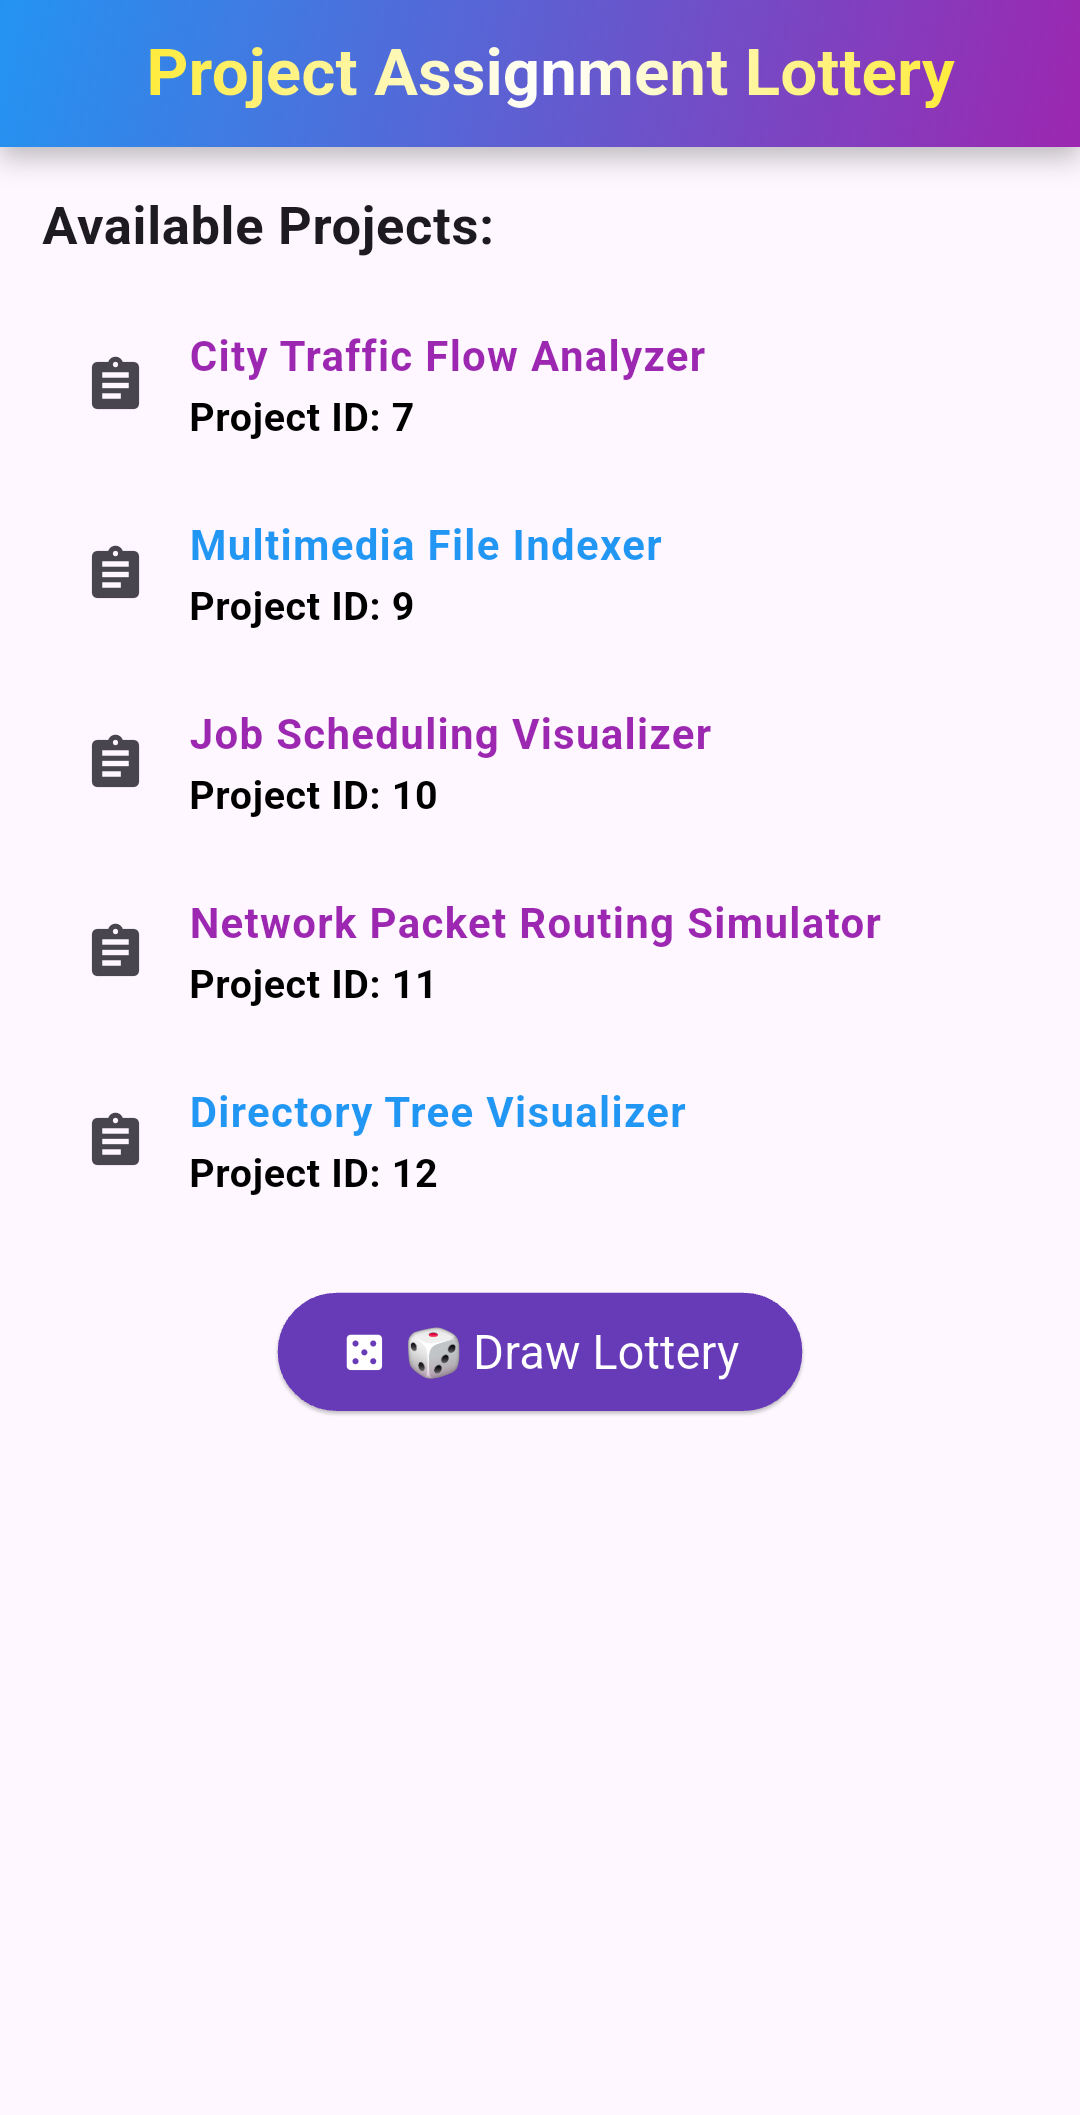 Project Assignment Lottery
Available Projects:
City Traffic Flow Analyzer
Project ID: 7
Multimedia File Indexer
Project ID: 9
Job Scheduling Visualizer
Project ID: 10
Network Packet Routing Simulator
Project ID: 11
Directory Tree Visualizer
Project ID: 12
🎲 Draw Lottery